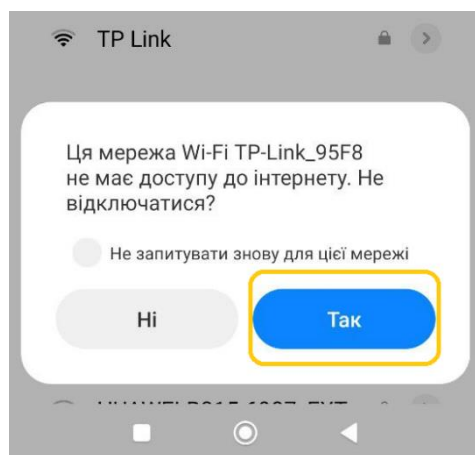 TP Link
Ця мережа Wi-Fi TP-Link_95F8
не має доступу до інтернету. Не
відключатися?
Не запитувати знову для цієї мережі
Ні
Так